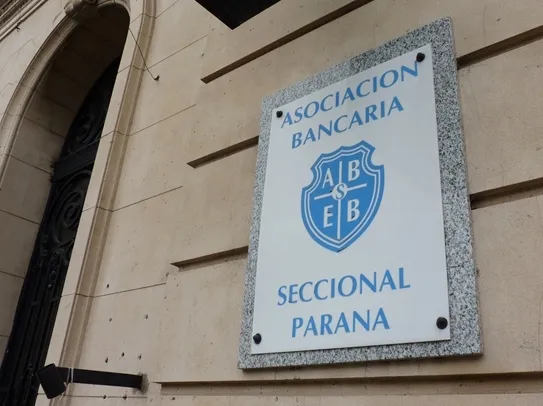 ASOCIACION
BANCARIA
A B
S
E B
SECCIONAL
PARANA